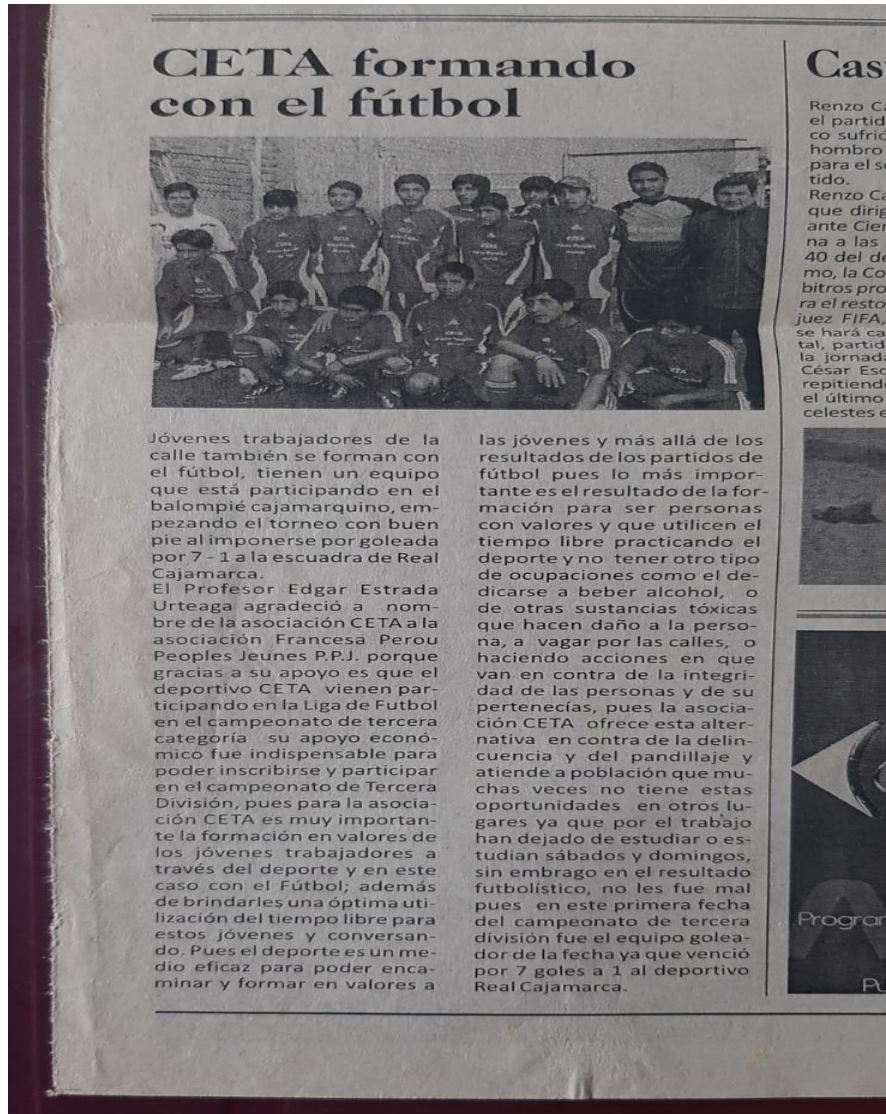 CETA formando
con el fútbol
CETA
CETA
CETA
CETA
Jóvenes trabajadores de la
calle también se forman con
el fútbol, tienen un equipo
que está participando en el
balompié cajamarquino, em-
pezando el torneo con buen
pie al imponerse por goleada
por 7 - 1 a la escuadra de Real
Cajamarca.
El Profesor Edgar Estrada
Urteaga agradeció a nom-
bre de la asociación CETA a la
asociación Francesa Perou
Peoples Jeunes P.P.J. porque
gracias a su apoyo es que el
deportivo CETA vienen par-
ticipando en la Liga de Futbol
en el campeonato de tercera
categoría su apoyo econó-
mico fue indispensable para
poder inscribirse y participar
en el campeonato de Tercera
División, pues para la asocia-
ción CETA es muy importan-
te la formación en valores de
los jóvenes trabajadores a
través del deporte y en este
caso con el Fútbol; además
de brindarles una óptima uti-
lización del tiempo libre para
estos jóvenes y conversan-
do. Pues el deporte es un me-
dio eficaz para poder enca-
minar y formar en valores a
las jóvenes y más allá de los
resultados de los partidos de
fútbol pues lo más impor-
tante es el resultado de la for-
mación para ser personas
con valores y que utilicen el
tiempo libre practicando el
deporte y no tener otro tipo
de ocupaciones como el de-
dicarse a beber alcohol, o
de otras sustancias tóxicas
que hacen daño a la perso-
na, a vagar por las calles, o
haciendo acciones en que
van en contra de la integri-
dad de las personas y de su
pertenecías, pues la asocia-
ción CETA ofrece esta alter-
nativa en contra de la delin-
cuencia y del pandillaje y
atiende a población que mu-
chas veces no tiene estas
oportunidades en otros lu-
gares ya que por el trabajo
han dejado de estudiar o es-
tudian sábados y domingos,
sin embrago en el resultado
futbolístico, no les fue mal
pues en este primera fecha
del campeonato de tercera
división fue el equipo golea-
dor de la fecha ya que venció
por 7 goles a 1 al deportivo
Real Cajamarca.
Cas
Renzo Ca
el partid
co sufrió
hombro
para el se
tido.
Renzo Ca
que dirig
ante Cien
na a las
40 del de
mo, la Co
bitros pro
ra el resto
juez FIFA,
se hará ca
tal, partid
la jornada
César Esc
repitiendo
el último
celestes e
Program
Pú